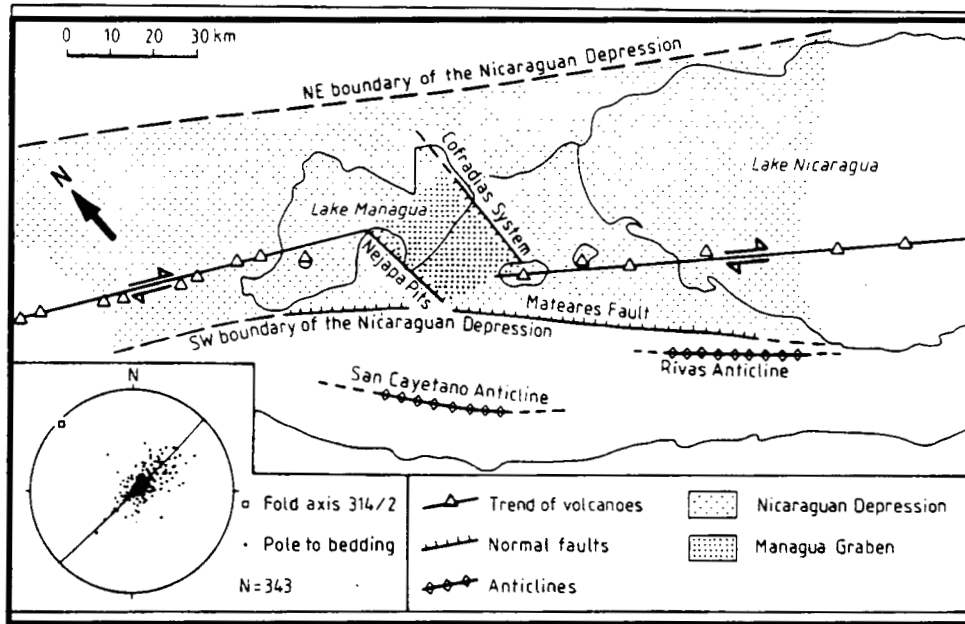 0 10 20 30 km
NE boundary of the Nicaraguan Depression
N
Lake Managua
Cofradias System
Lake Nicaragua
Nejapa Pits
Mateares Fault
SW boundary of the Nicaraguan Depression
Rivas Anticline
San Cayetano Anticline
N
Fold axis 314/2
Pole to bedding
N=343
Trend of volcanoes
Normal faults
Anticlines
Nicaraguan Depression
Managua Graben